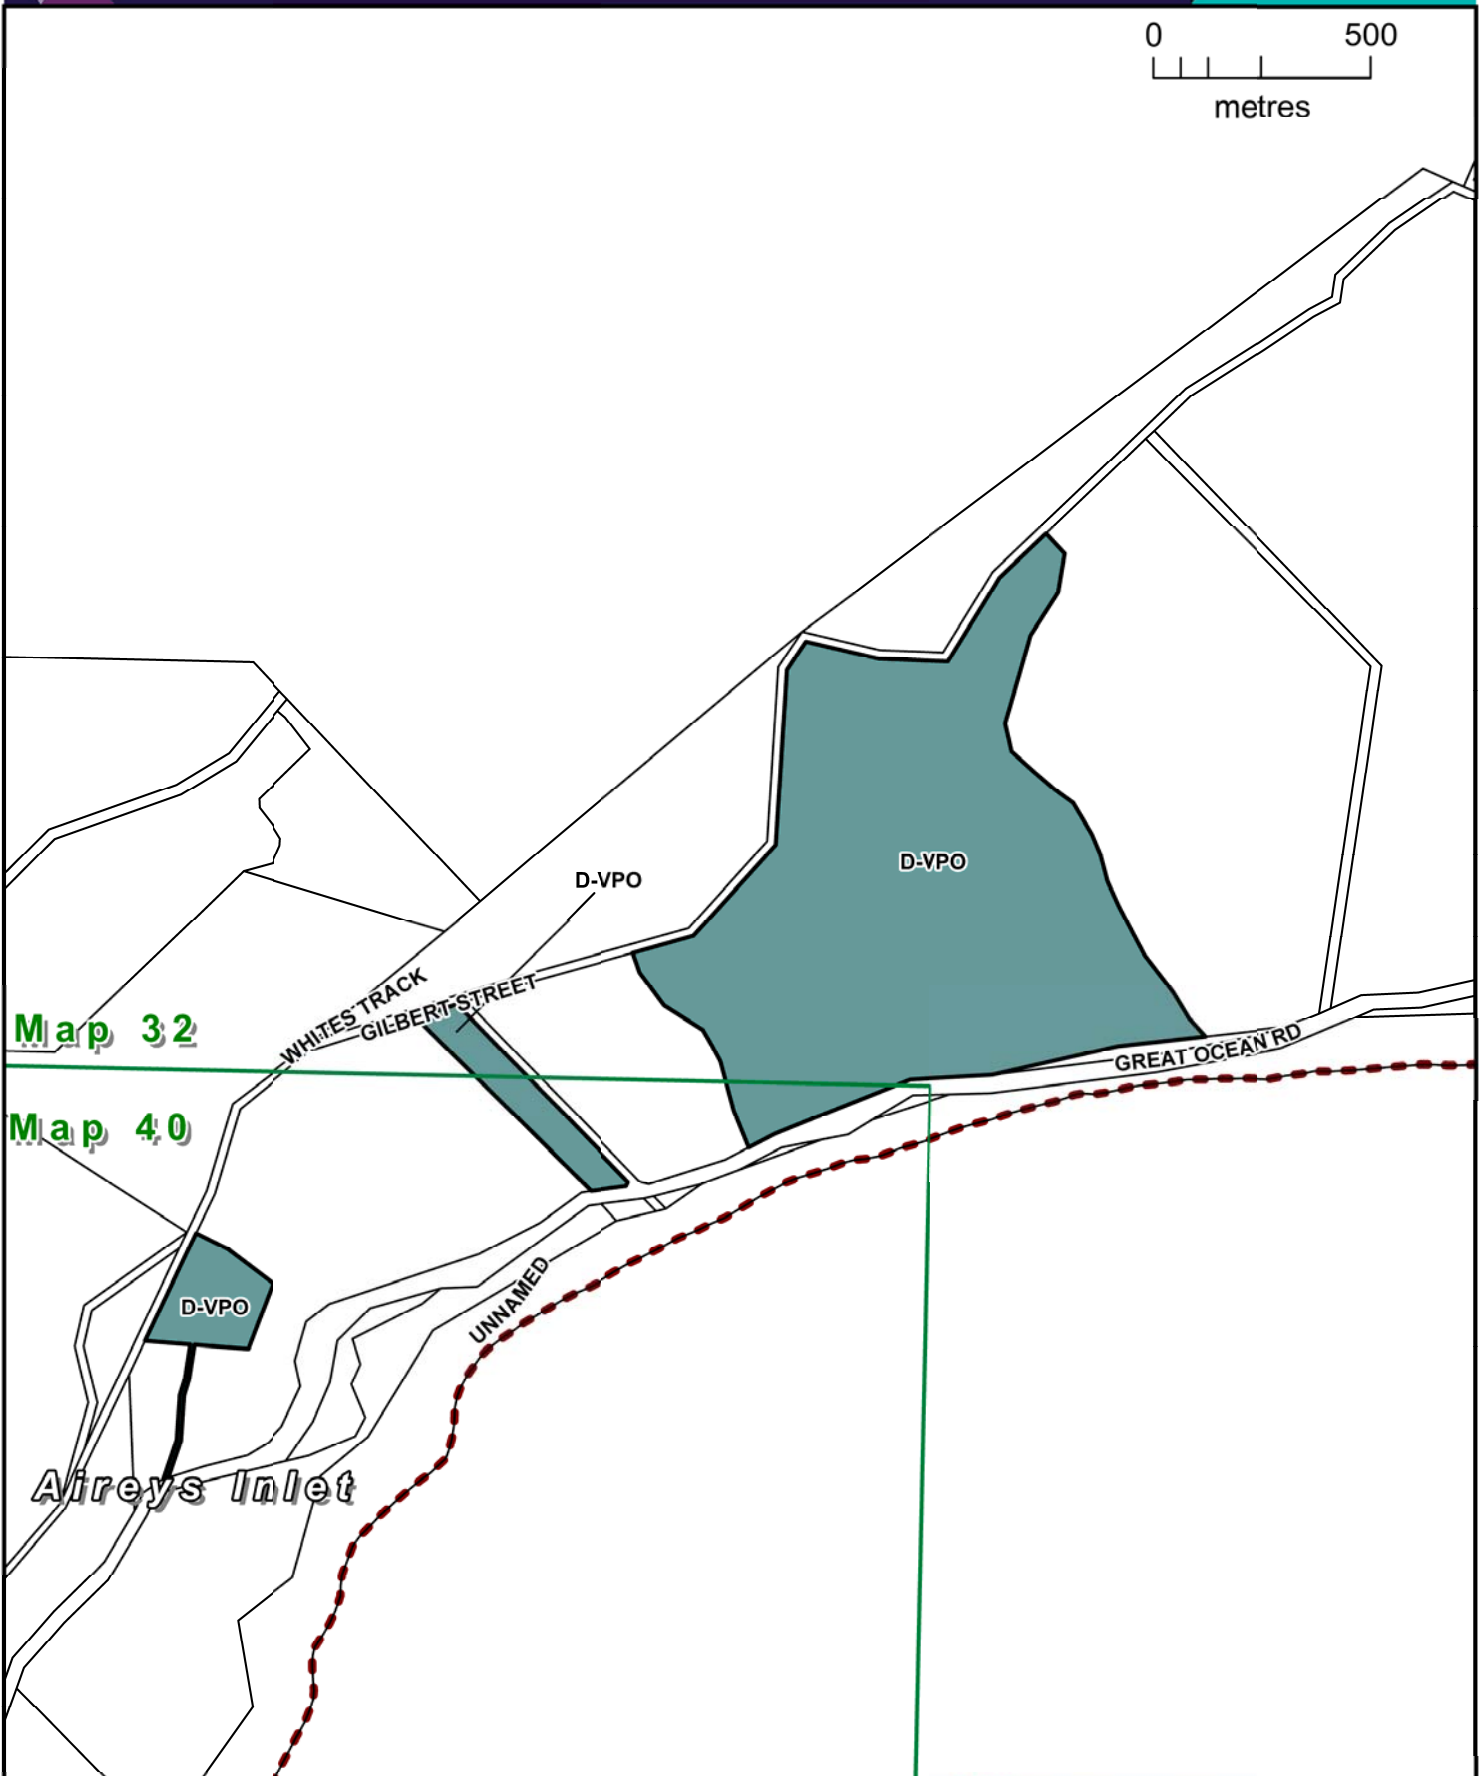 0 500
metres
D-VPO
D-VPO
WHITES TRACK
GILBERT STREET
Map 32
GREAT OCEAN RD
Map 40
UNNAMED
D-VPO
Aireys Inlet